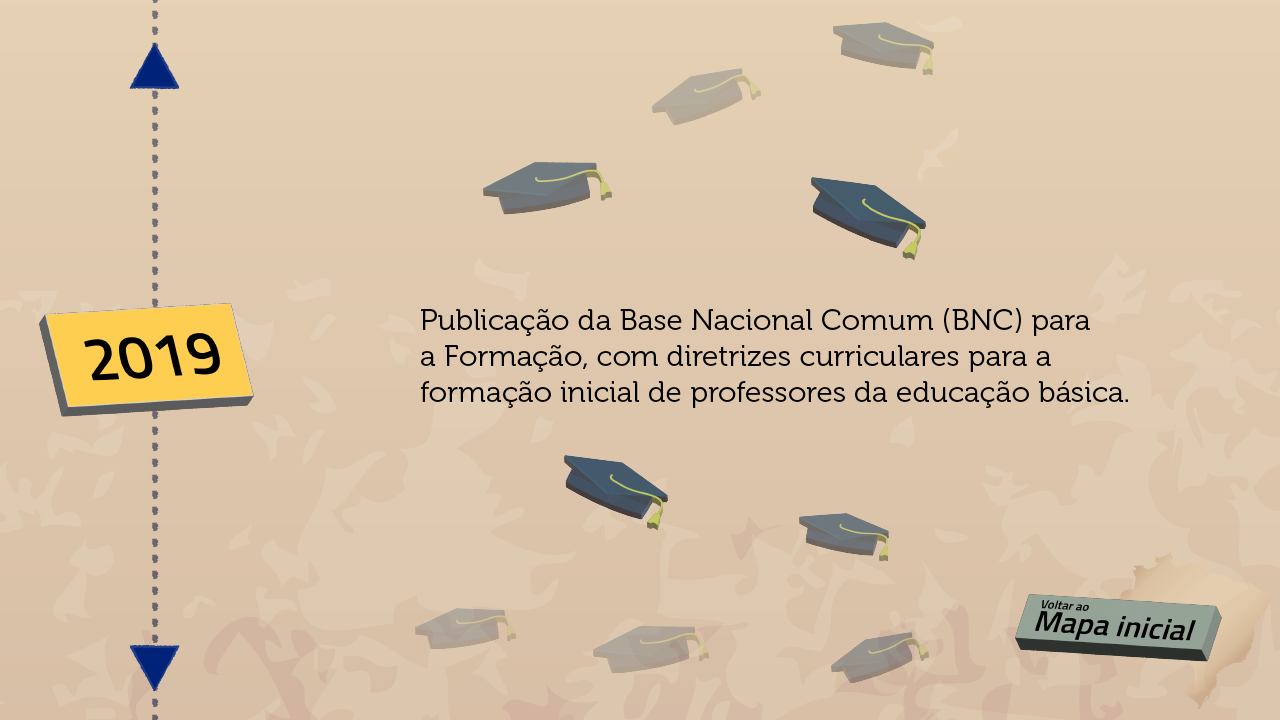 2019
Publicação da Base Nacional Comum (BNC) para
a Formação, com diretrizes curriculares para a
formação inicial de professores da educação básica.
Voltar ao
Mapa inicial